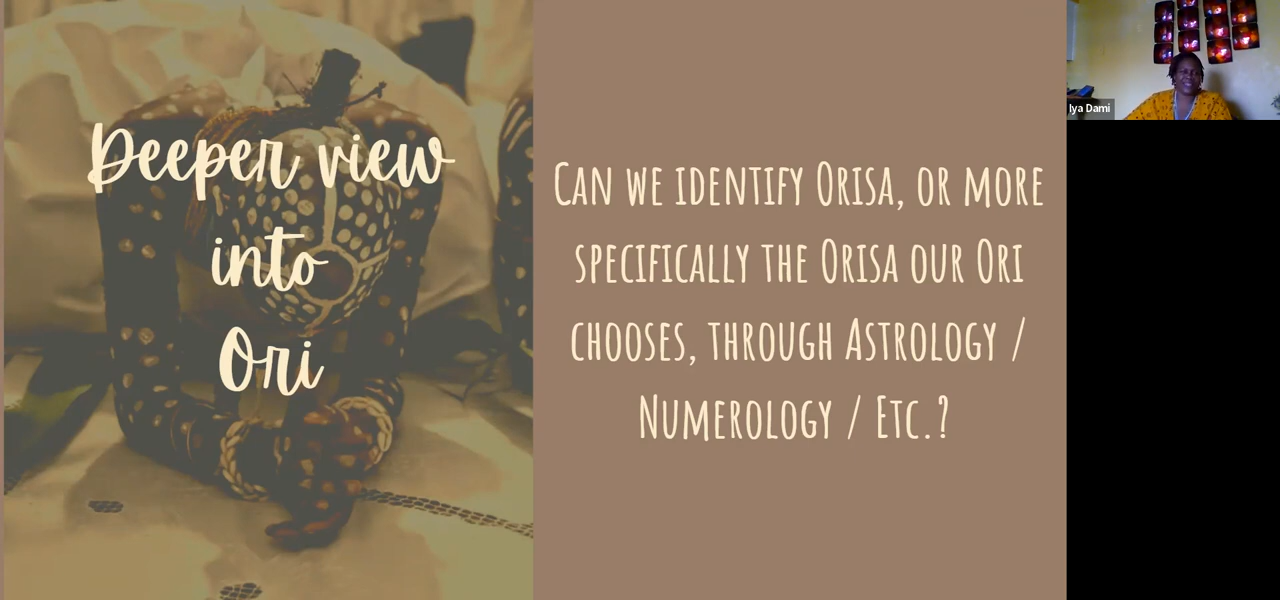 Deeper view
into
Ori
Can we identify Orisa, or more
specifically the Orisa our Ori
chooses, through Astrology /
Numerology / Etc.?
Iya Dami